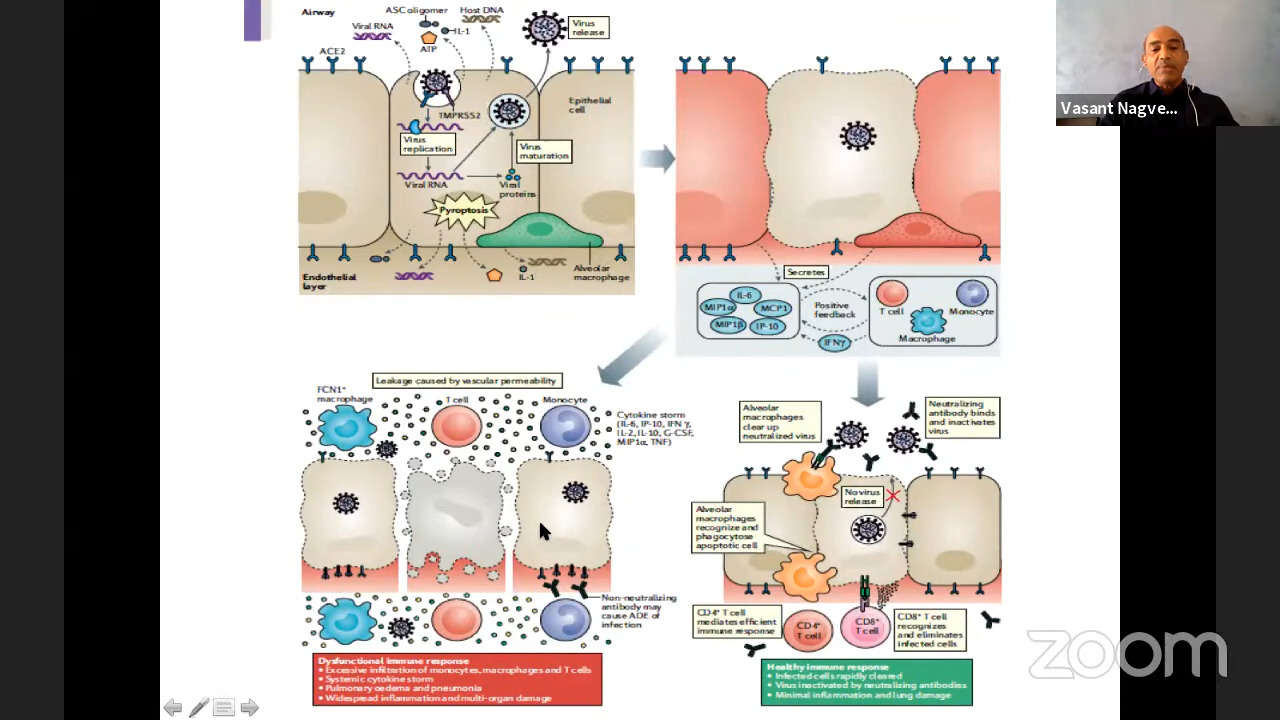 Airway
ASC oligomer
Host DNA
Viral RNA
IL-1
ATP
Virus
release
ACE2
TMPRSS2
Epithelial
cell
Virus
replication
Virus
maturation
Viral RNA
Viral
proteins
Pyroptosis
IL-1
Alveolar
macrophage
Endothelial
layer
Secretes
IL-6
MIP1α
MCP1
MIP1β
IP-10
Positive
feedback
IFNγ
T cell
Monocyte
Macrophage
Leakage caused by vascular permeability
FCN1+
macrophage
T cell
Monocyte
Cytokine storm
(IL-6, IP-10, IFN γ,
IL-2, IL-10, G-CSF,
MIP1α, TNF)
Non-neutralizing
antibody may
cause ADE of
infection
Dysfunctional immune response
• Excessive infiltration of monocytes, macrophages and T cells
• Systemic cytokine storm
• Pulmonary oedema and pneumonia
• Widespread inflammation and multi-organ damage
Alveolar
macrophages
clear up
neutralized virus
Neutralizing
antibody binds
and inactivates
virus
No virus
release
Alveolar
macrophages
recognize and
phagocytose
apoptotic cell
CD4+ T cell
mediates efficient
immune response
CD4+
T cell
CD8+
T cell
CD8+ T cell
recognizes
and eliminates
infected cells
Healthy immune response
• Infected cells rapidly cleared
• Virus inactivated by neutralizing antibodies
• Minimal inflammation and lung damage
Vasant Nagve...
zoom